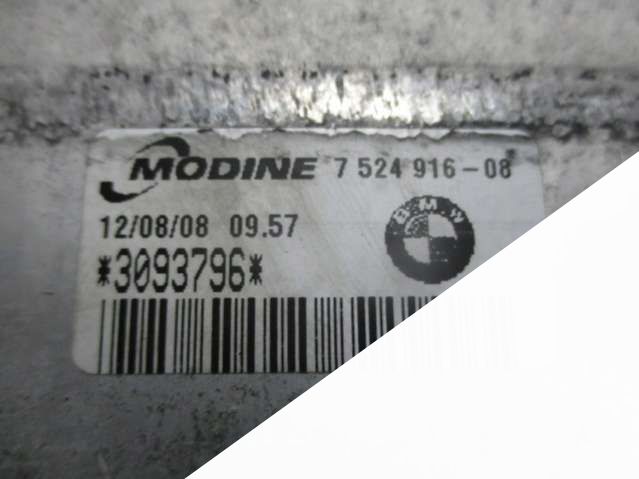 MODINE 7 524 916-08
12/08/08 09.57
BMW
*3093796*